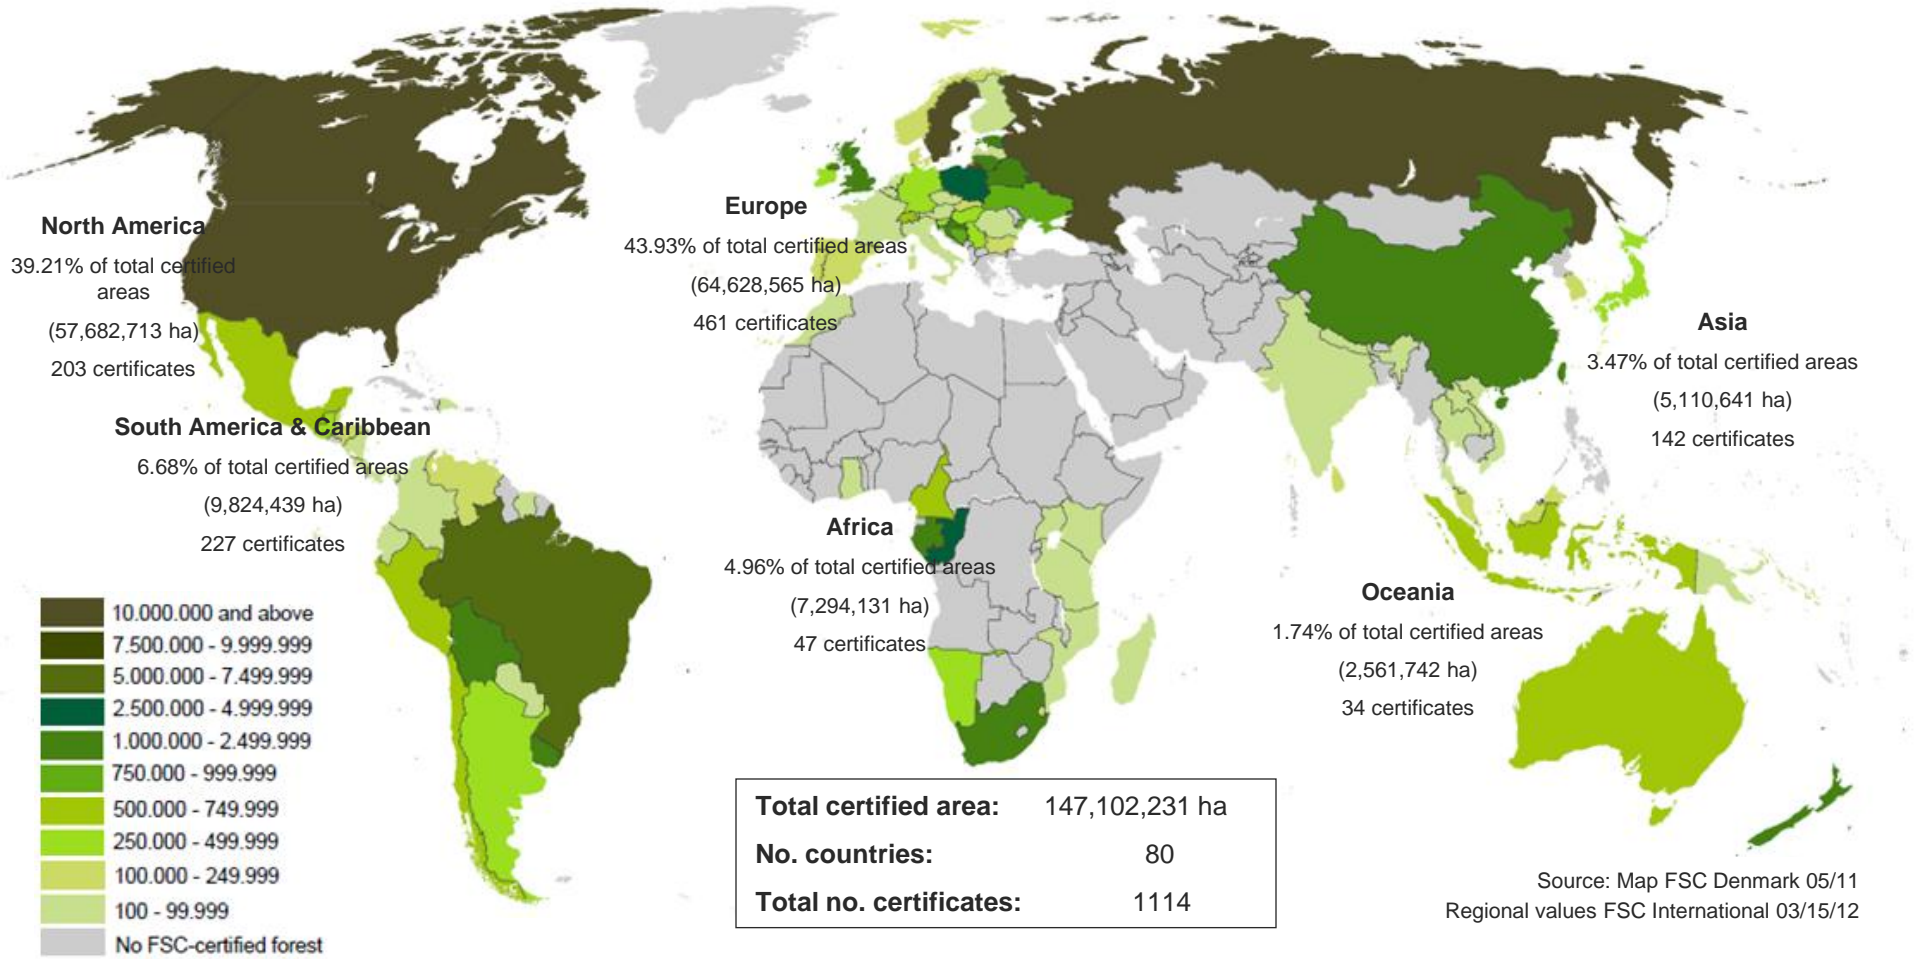 North America
39.21% of total certified
areas
(57,682,713 ha)
203 certificates
South America & Caribbean
6.68% of total certified areas
(9,824,439 ha)
227 certificates
Europe
43.93% of total certified areas
(64,628,565 ha)
461 certificates
Africa
4.96% of total certified areas
(7,294,131 ha)
47 certificates
Asia
3.47% of total certified areas
(5,110,641 ha)
142 certificates
Oceania
1.74% of total certified areas
(2,561,742 ha)
34 certificates
10.000.000 and above
7.500.000 - 9.999.999
5.000.000 - 7.499.999
2.500.000 - 4.999.999
1.000.000 - 2.499.999
750.000 - 999.999
500.000 - 749.999
250.000 - 499.999
100.000 - 249.999
100 - 99.999
No FSC-certified forest
Total certified area: 147,102,231 ha
No. countries: 80
Total no. certificates: 1114
Source: Map FSC Denmark 05/11
Regional values FSC International 03/15/12